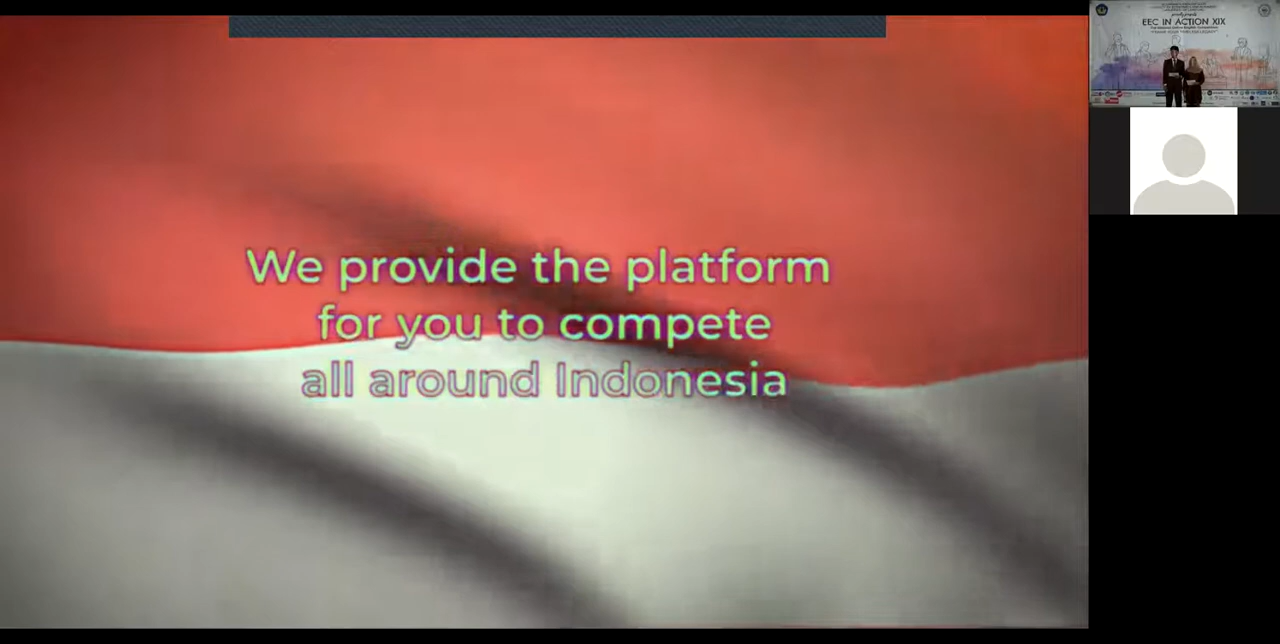 We provide the platform
for you to compete
all around Indonesia
EEC IN ACTION XIX